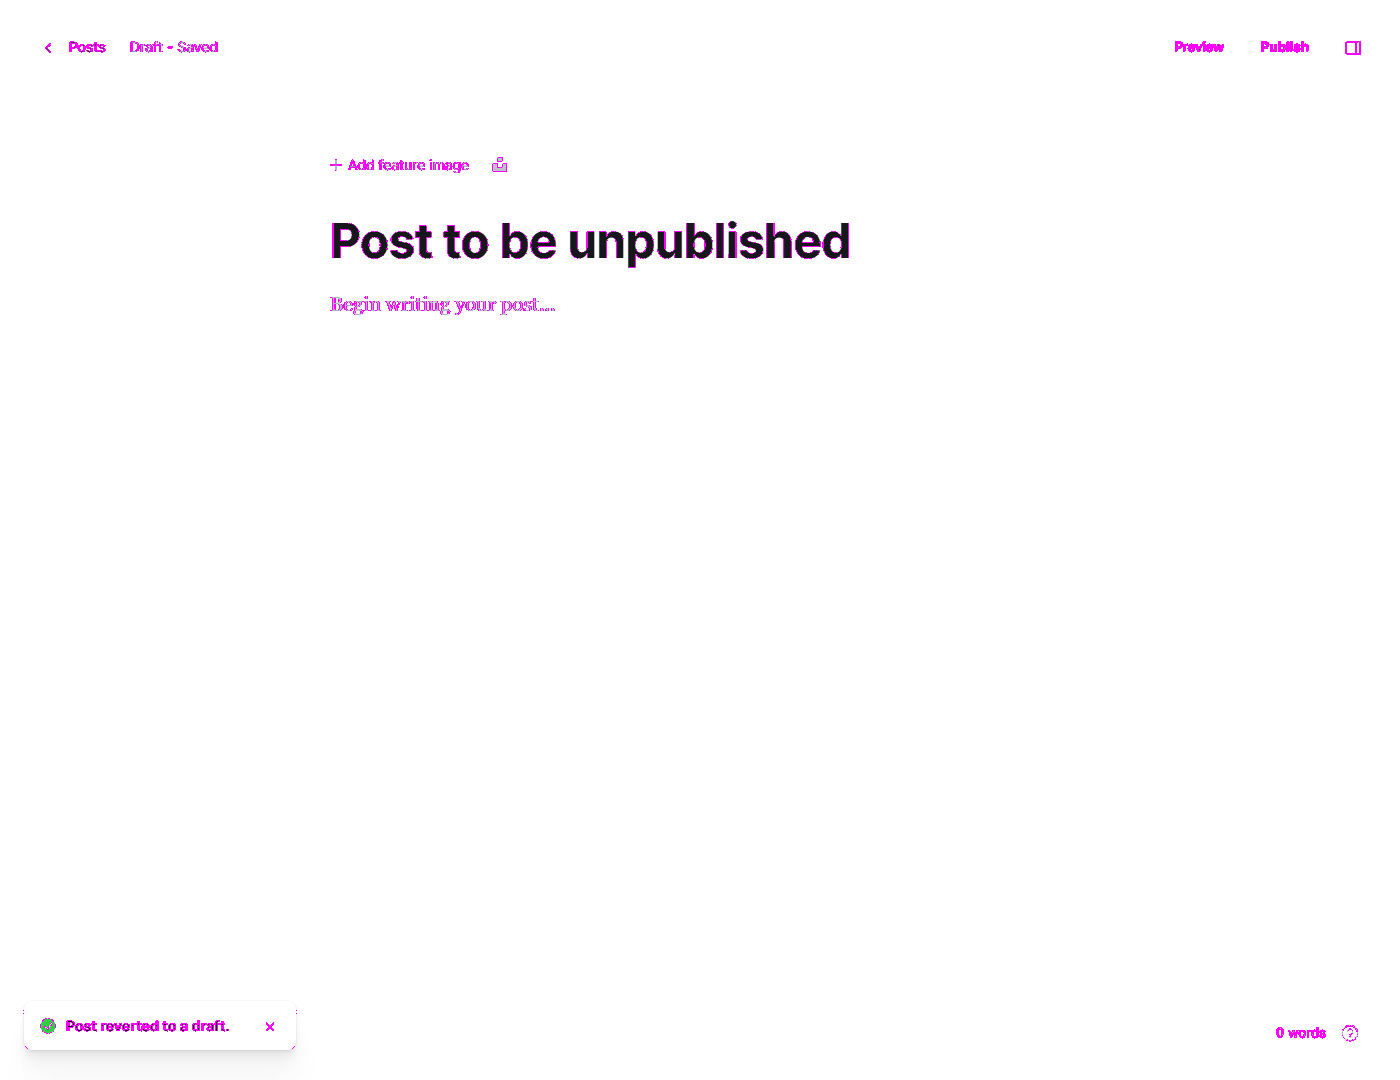 Posts Draft - Saved Preview Publish
Add feature image
Post to be unpublished
Begin writing your post...
Post reverted to a draft.
0 words